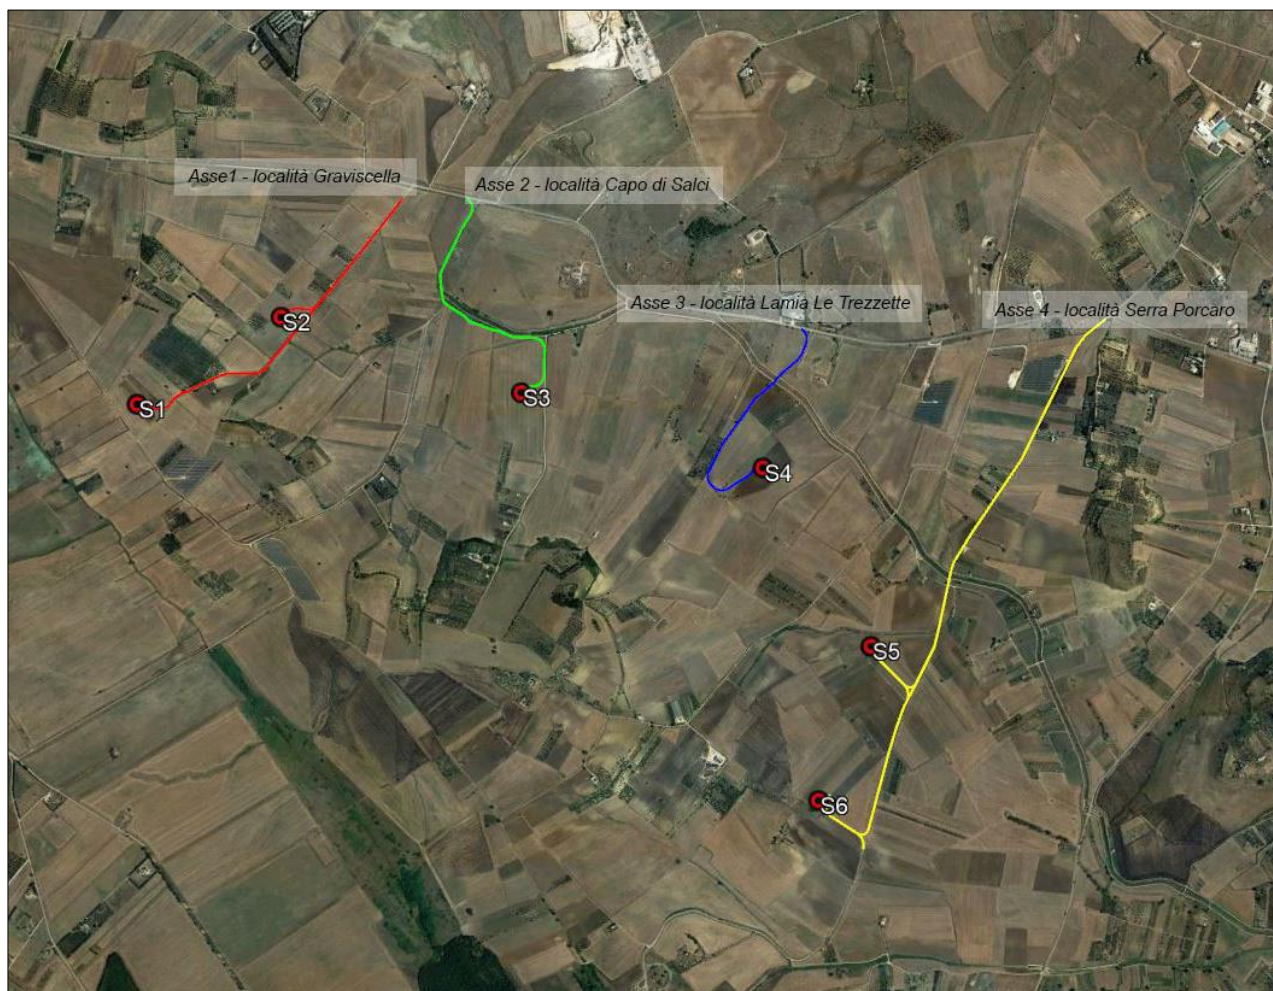 Asse1 - località Graviscella
Asse 2 - località Capo di Salci
Asse 3 - località Lamia Le Trezzette
Asse 4 - località Serra Porcaro
S2
S1
S3
S4
S5
S6